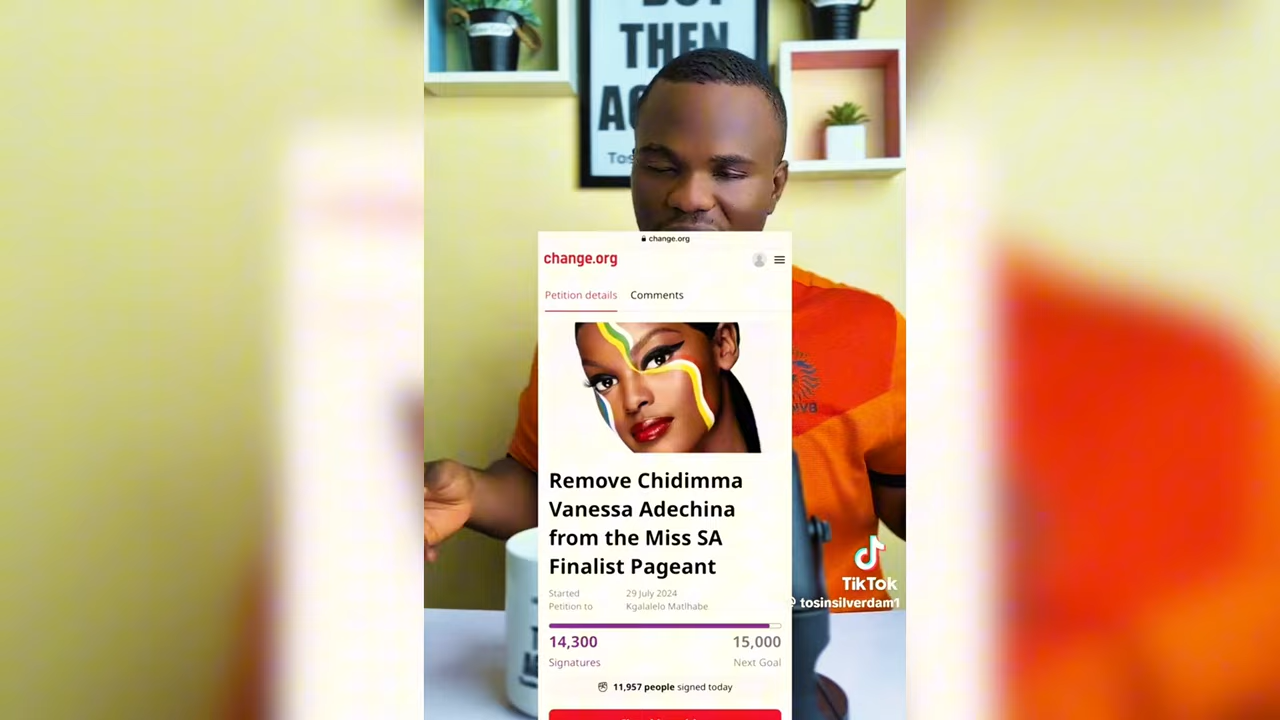 THEN
change.org
change.org
Petition details Comments
Remove Chidimma
Vanessa Adechina
from the Miss SA
Finalist Pageant
Started 29 July 2024
Petition to Kgalalelo Matlhabe
14,300 15,000
Signatures Next Goal
11,957 people signed today
TikTok
tosinsilverdam1